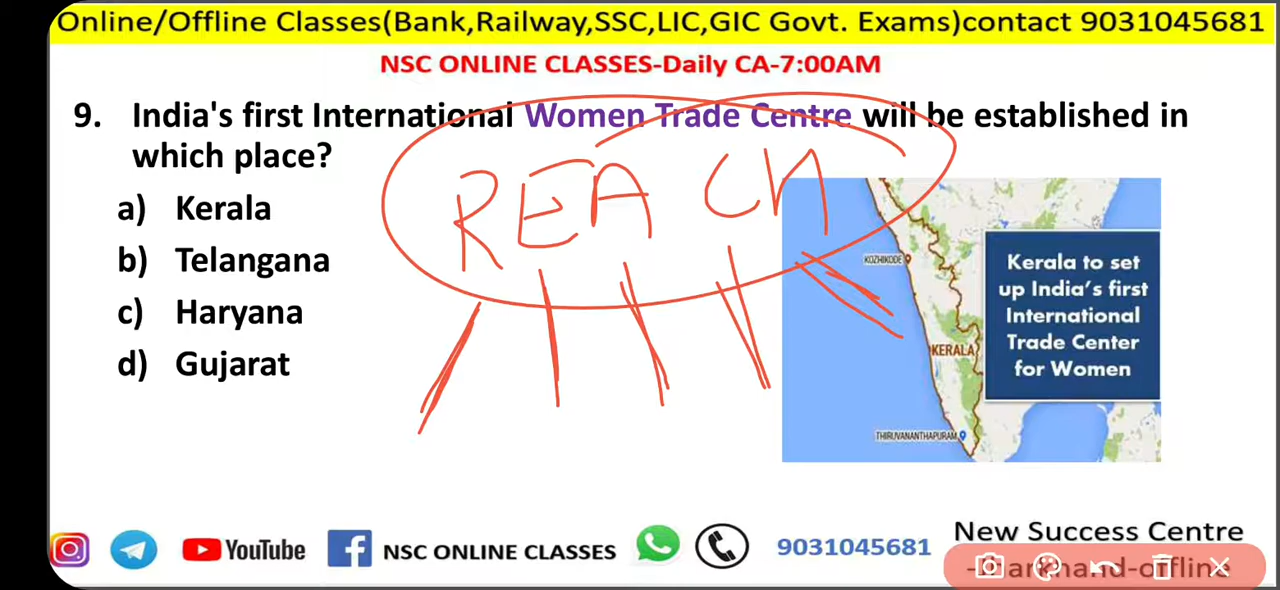 Online/Offline Classes(Bank,Railway,SSC,LIC,GIC Govt. Exams)contact 9031045681
NSC ONLINE CLASSES-Daily CA-7:00AM
9. India's first International Women Trade Centre will be established in
which place?
REACH
a) Kerala
b) Telangana
c) Haryana
d) Gujarat
KOZHIKODE
KERALA
THIRUVANANTHAPURAM
Kerala to set
up India's first
International
Trade Center
for Women
YouTube
NSC ONLINE CLASSES
9031045681
New Success Centre
-Jharkhand-offline